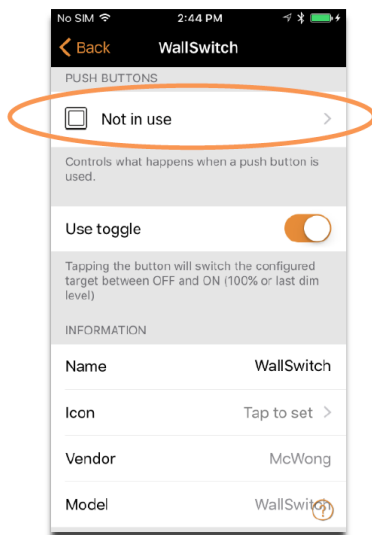 No SIM 2:44 PM
Back WallSwitch
PUSH BUTTONS
Not in use
Controls what happens when a push button is
used.
Use toggle
Tapping the button will switch the configured
target between OFF and ON (100% or last dim
level)
INFORMATION
Name WallSwitch
Icon Tap to set
Vendor McWong
Model WallSwitch
?